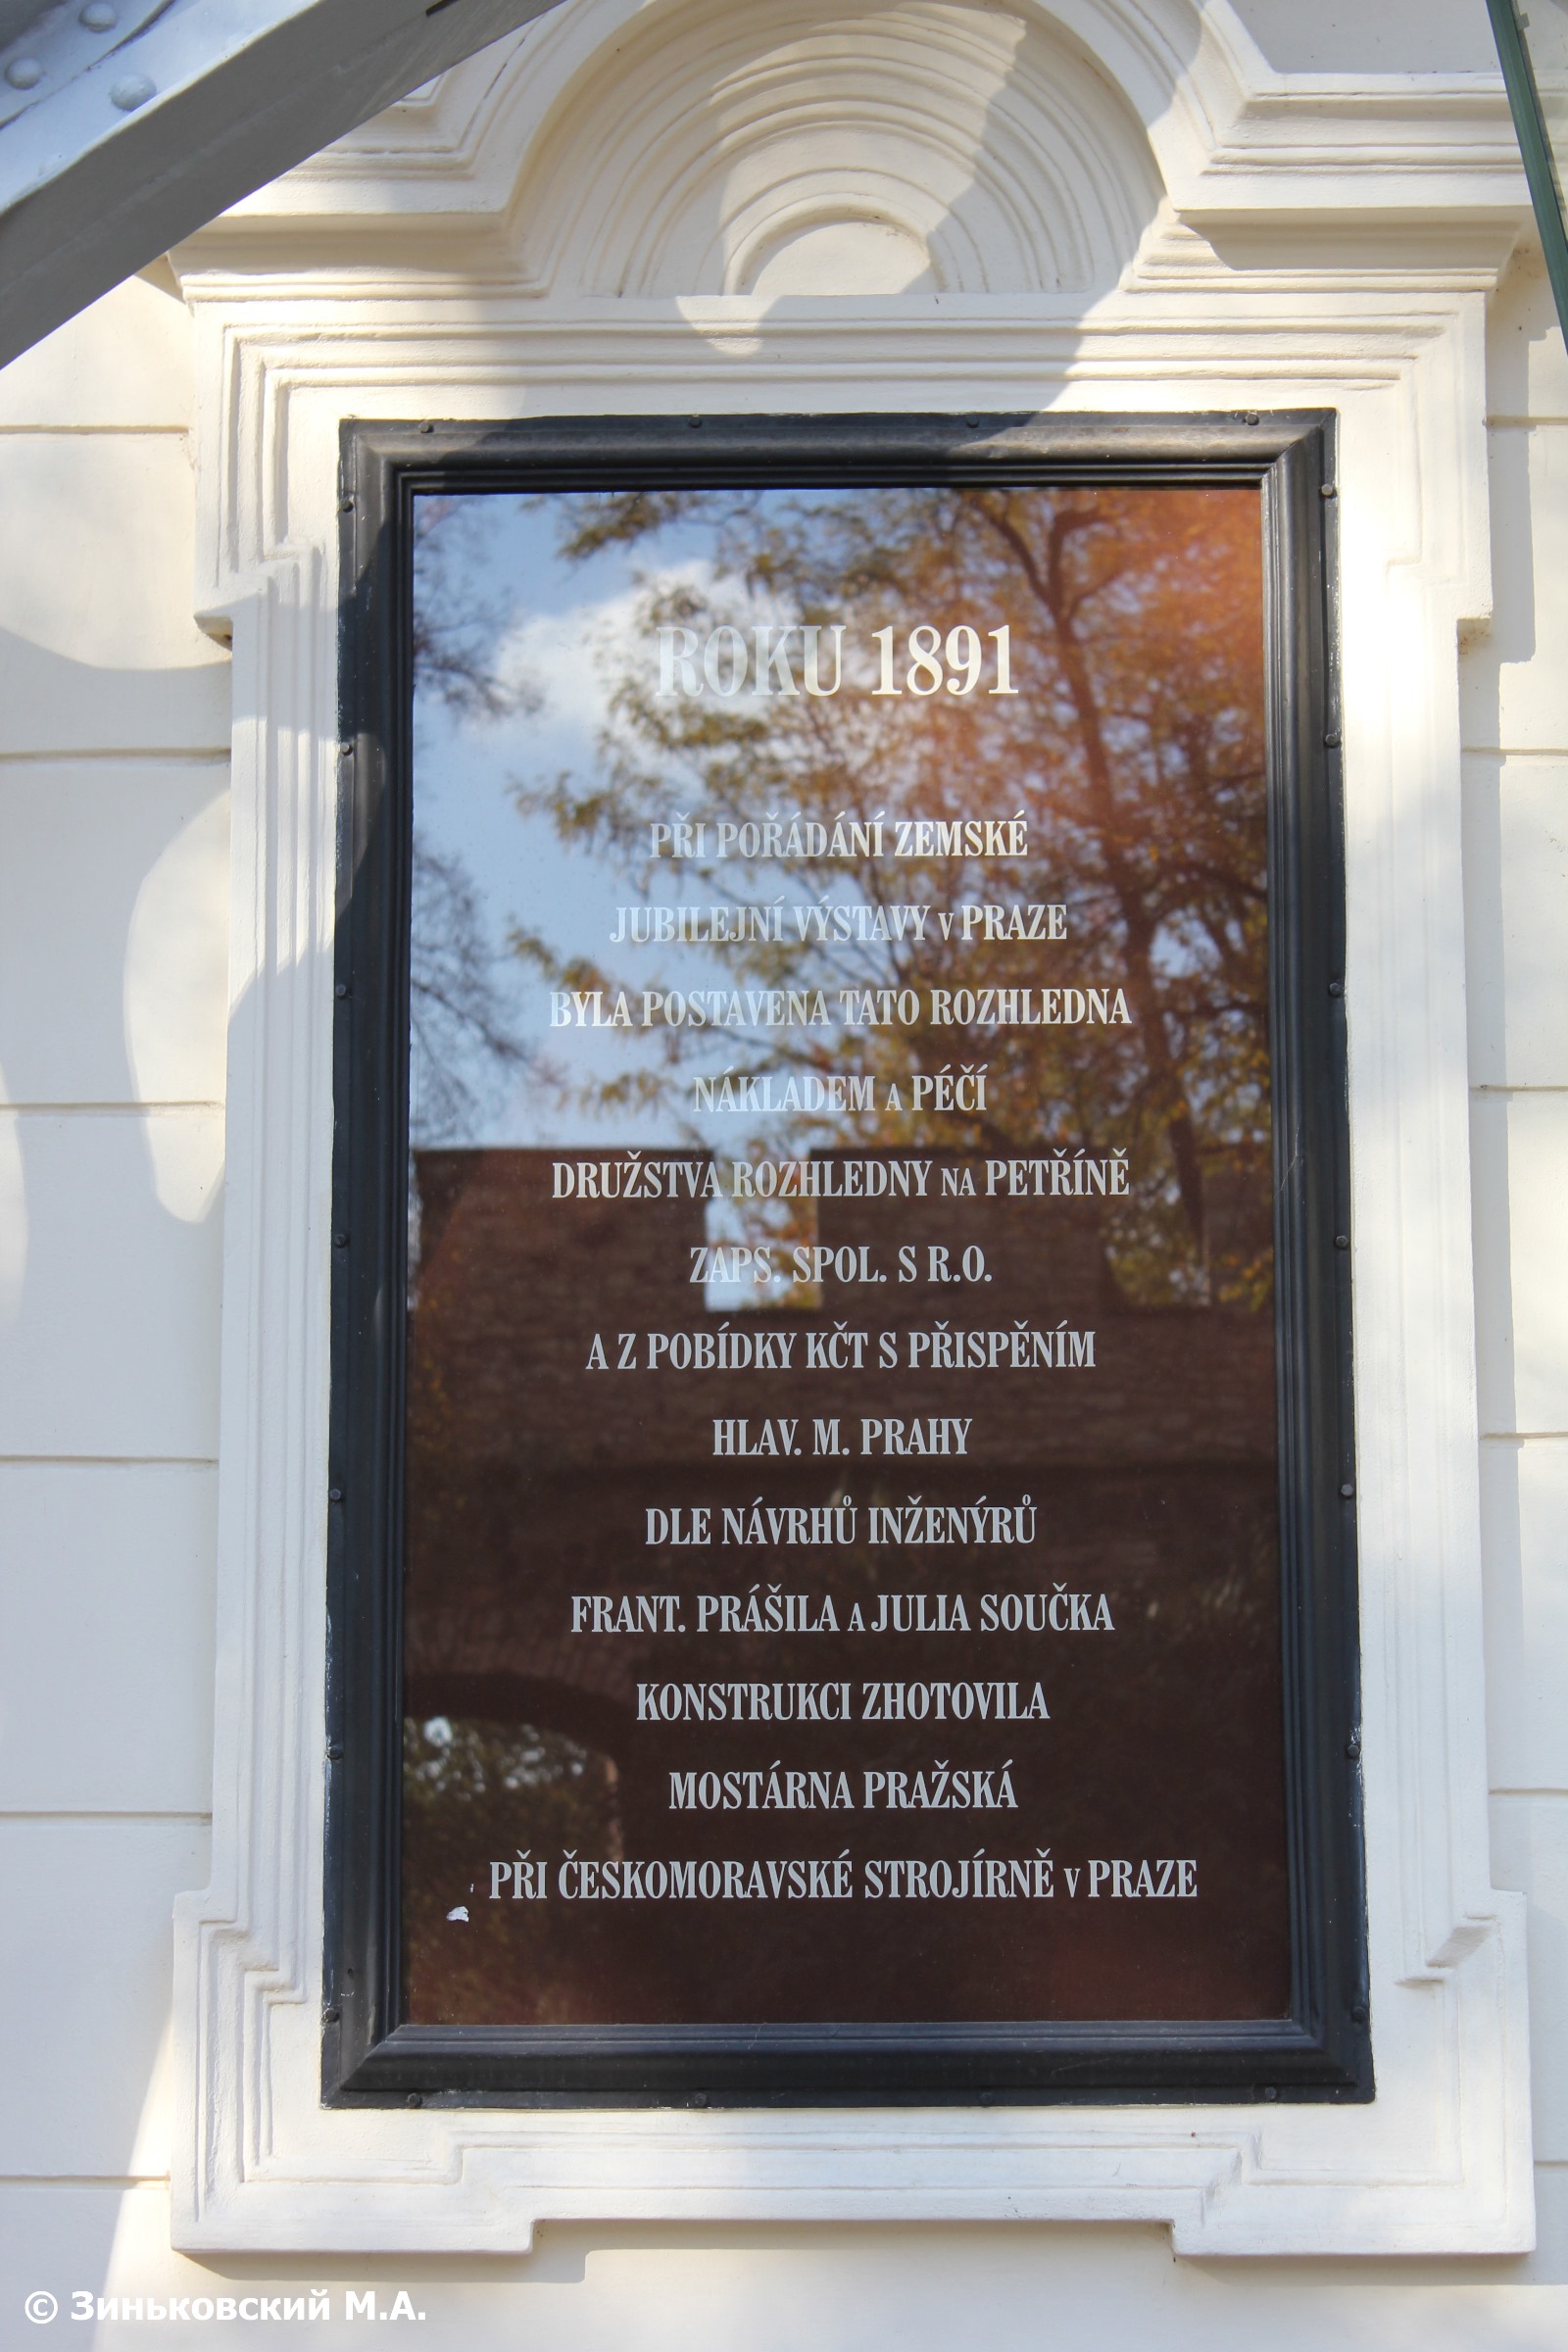 ROKU 1891
PŘI POŘÁDÁNÍ ZEMSKÉ
JUBILEJNÍ VÝSTAVY V PRAZE
BYLA POSTAVENA TATO ROZHLEDNA
NÁKLADEM A PÉČÍ
DRUŽSTVA ROZHLEDNY NA PETŘÍNĚ
ZAPS. SPOL. S R.O.
A Z POBÍDKY KČT S PŘISPĚNÍM
HLAV. M. PRAHY
DLE NÁVRHŮ INŽENÝRŮ
FRANT. PRÁŠILA A JULIA SOUČKA
KONSTRUKCI ZHOTOVILA
MOSTÁRNA PRAŽSKÁ
PŘI ČESKOMORAVSKÉ STROJÍRNĚ V PRAZE
© Зиньковский М.А.